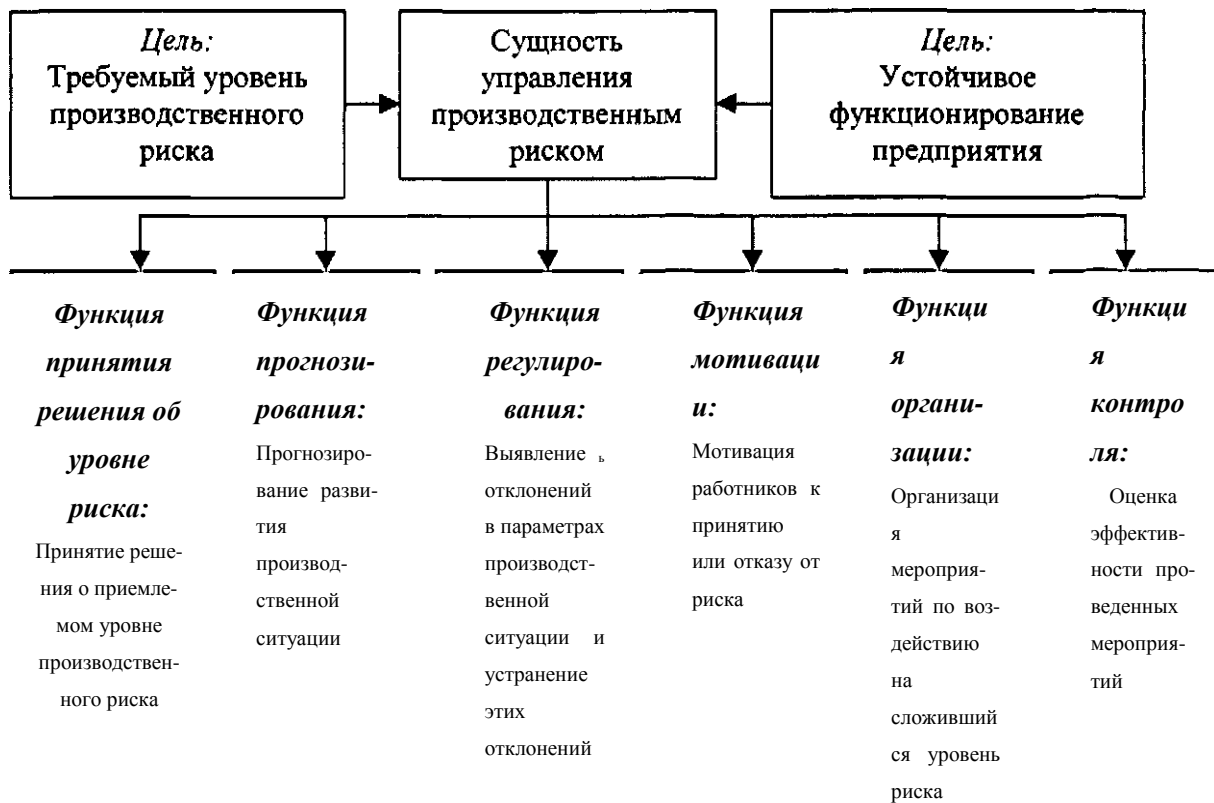 Цель:
Требуемый уровень
производственного
риска
Сущность
управления
производственным
риском
Цель:
Устойчивое
функционирование
предприятия
Функция
принятия
решения об
уровне
риска:
Принятие реше-
ния о приемле-
мом уровне
производствен-
ного риска
Функция
прогнози-
рования:
Прогнозиро-
вание разви-
тия
производ-
ственной
ситуации
Функция
регулиро-
вания:
Выявление ь
отклонений
в параметрах
производст-
венной
ситуации и
устранение
этих
отклонений
Функция
мотиваци
и:
Мотивация
работников к
принятию
или отказу от
риска
Функци
я
органи-
зации:
Организаци
я
мероприя-
тий по воз-
действию
на
сложивший
ся уровень
риска
Функци
я
контро
ля:
Оценка
эффектив-
ности про-
веденных
мероприя-
тий